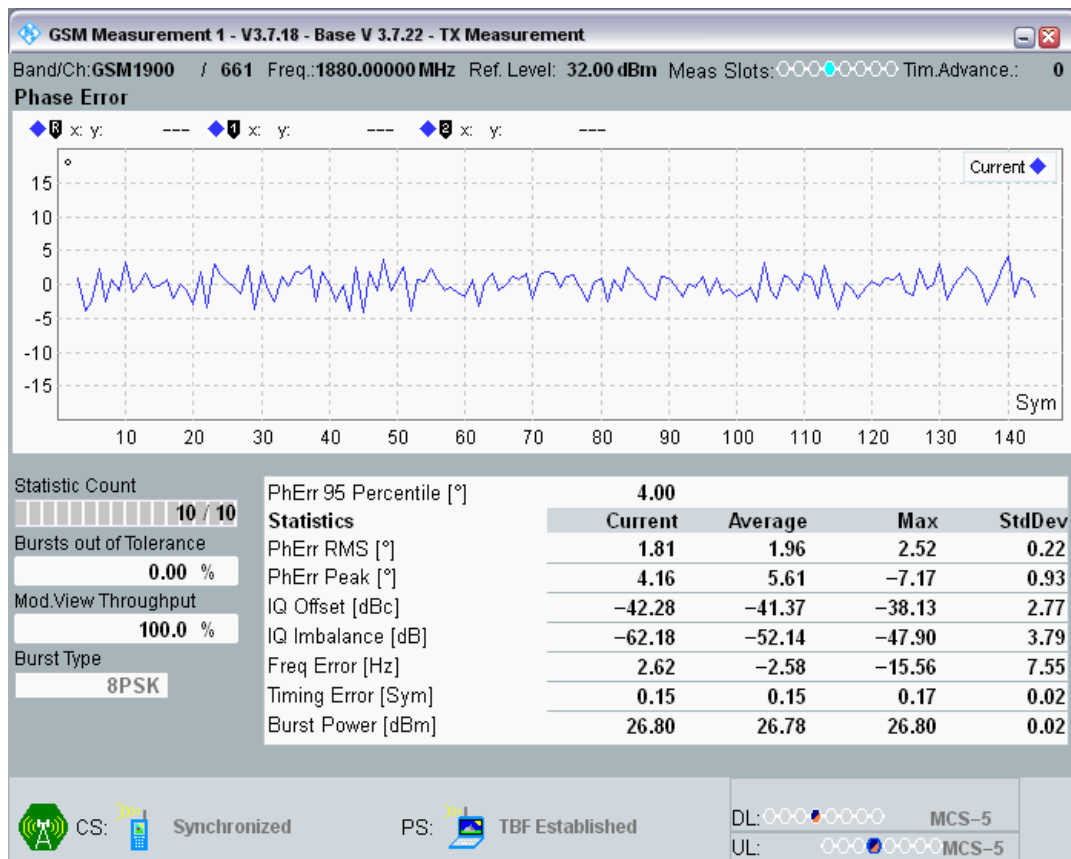 GSM Measurement 1 - V3.7.18 - Base V 3.7.22 - TX Measurement
Band/Ch:GSM1900 / 661 Freq.:1880.00000 MHz Ref. Level: 32.00 dBm Meas Slots: Tim.Advance.: 0
Phase Error
R x: y: --- 1 x: y: --- 2 x: y: ---
°
Current
15
10
5
0
-5
-10
-15
Sym
10 20 30 40 50 60 70 80 90 100 110 120 130 140
Statistic Count
10 / 10
Bursts out of Tolerance
0.00 %
Mod.View Throughput
100.0 %
Burst Type
8PSK
PhErr 95 Percentile [°] 4.00
Statistics Current Average Max StdDev
PhErr RMS [°] 1.81 1.96 2.52 0.22
PhErr Peak [°] 4.16 5.61 −7.17 0.93
IQ Offset [dBc] −42.28 −41.37 −38.13 2.77
IQ Imbalance [dB] −62.18 −52.14 −47.90 3.79
Freq Error [Hz] 2.62 −2.58 −15.56 7.55
Timing Error [Sym] 0.15 0.15 0.17 0.02
Burst Power [dBm] 26.80 26.78 26.80 0.02
CS: Synchronized PS: TBF Established
DL: MCS−5
UL: MCS−5